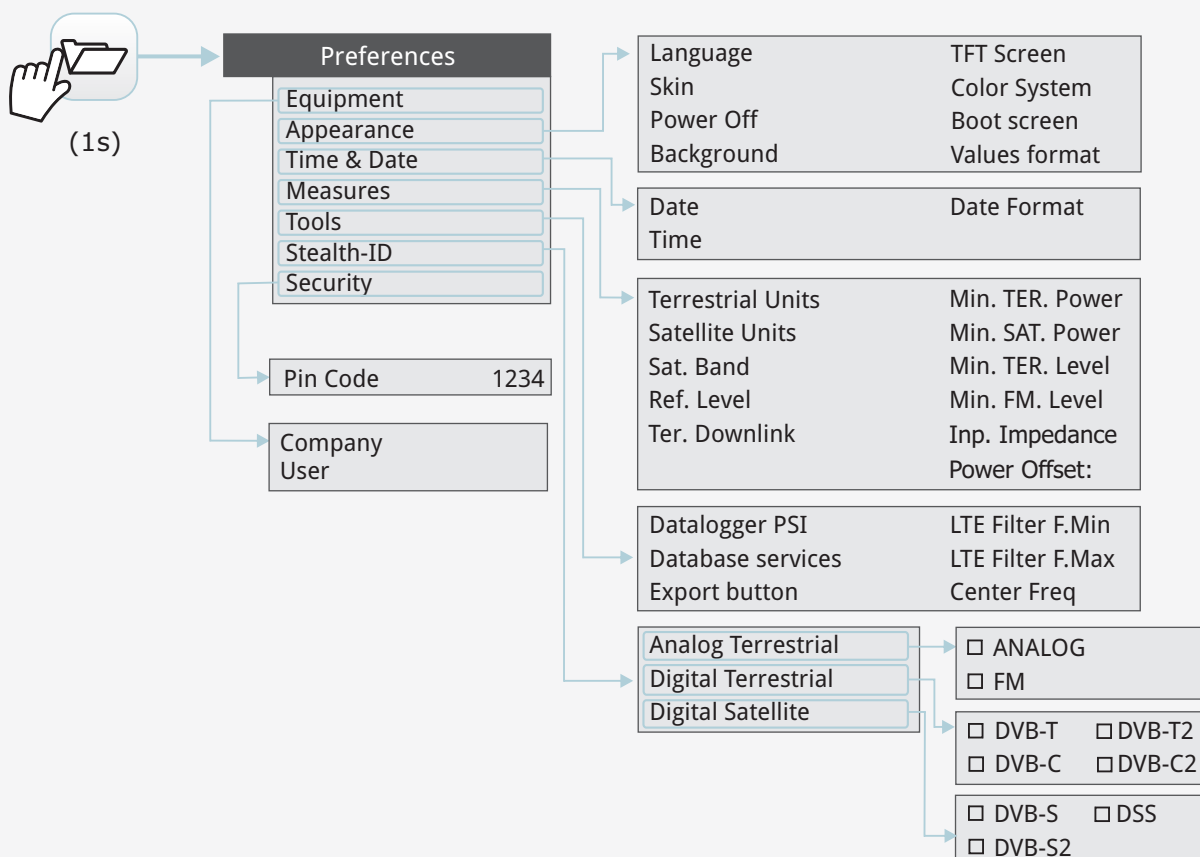 (1s)
Preferences
Equipment
Appearance
Time & Date
Measures
Tools
Stealth-ID
Security
Pin Code 1234
Company
User
Language TFT Screen
Skin Color System
Power Off Boot screen
Background Values format
Date Date Format
Time
Terrestrial Units Min. TER. Power
Satellite Units Min. SAT. Power
Sat. Band Min. TER. Level
Ref. Level Min. FM. Level
Ter. Downlink Inp. Impedance
Power Offset:
Datalogger PSI LTE Filter F.Min
Database services LTE Filter F.Max
Export button Center Freq
Analog Terrestrial
Digital Terrestrial
Digital Satellite
ANALOG
FM
DVB-T DVB-T2
DVB-C DVB-C2
DVB-S DSS
DVB-S2